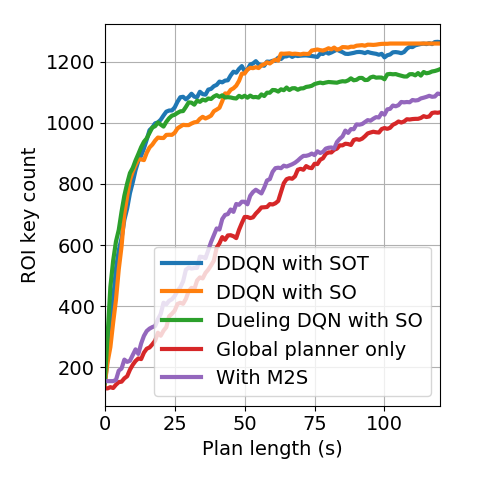 ROI key count
1200
1000
800
600
400
200
DDQN with SOT
DDQN with SO
Dueling DQN with SO
Global planner only
With M2S
0 25 50 75 100
Plan length (s)